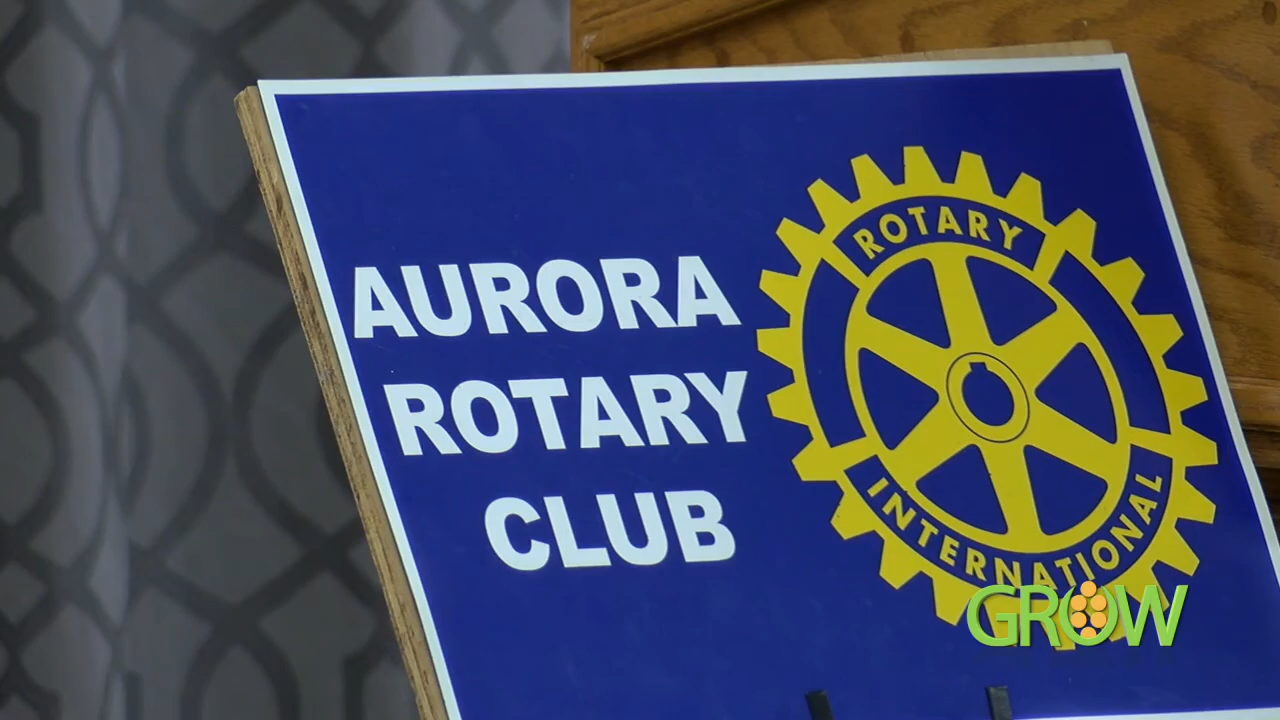 AURORA
ROTARY
CLUB
ROTARY
INTERNATIONAL
GROW